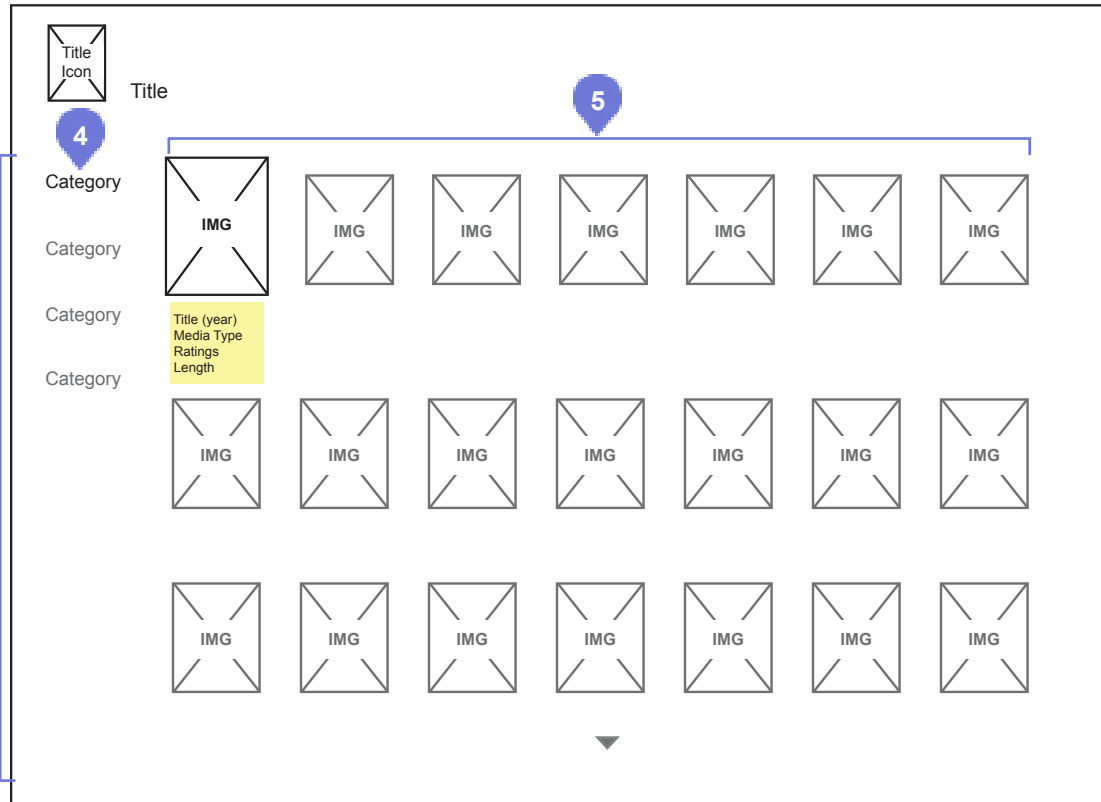 Title
Icon
Title
4
5
Category
IMG IMG IMG IMG IMG IMG IMG
Category
Category
Title (year)
Media Type
Ratings
Length
Category
IMG IMG IMG IMG IMG IMG IMG
IMG IMG IMG IMG IMG IMG IMG